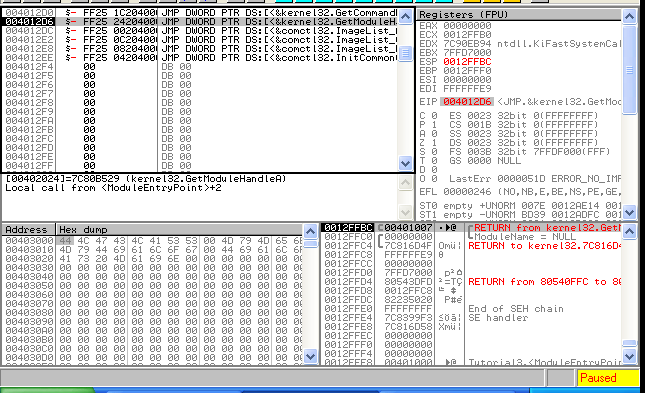 004012D0 $- FF25 1C204000 JMP DWORD PTR DS:[<&kernel32.GetCommand
004012D6 $- FF25 24204000 JMP DWORD PTR DS:[<&kernel32.GetModuleH
004012DC $- FF25 00204000 JMP DWORD PTR DS:[<&comctl32.ImageList_
004012E2 $- FF25 0C204000 JMP DWORD PTR DS:[<&comctl32.ImageList_
004012E8 $- FF25 08204000 JMP DWORD PTR DS:[<&comctl32.ImageList_
004012EE $- FF25 04204000 JMP DWORD PTR DS:[<&comctl32.InitCommon
004012F4 00 DB 00
004012F5 00 DB 00
004012F6 00 DB 00
004012F7 00 DB 00
004012F8 00 DB 00
004012F9 00 DB 00
004012FA 00 DB 00
004012FB 00 DB 00
004012FC 00 DB 00
004012FD 00 DB 00
004012FE 00 DB 00
004012FF 00 DB 00
[00402024]=7C80B529 (kernel32.GetModuleHandleA)
Local call from <ModuleEntryPoint>+2
Registers (FPU)
EAX 00000000
ECX 0012FFB0
EDX 7C90EB94 ntdll.KiFastSystemCal
EBX 7FFD7000
ESP 0012FFBC
EBP 0012FFF0
ESI 00000000
EDI FFFFFFE9
EIP 004012D6 <JMP.&kernel32.GetMod
C 0 ES 0023 32bit 0(FFFFFFFF)
P 1 CS 001B 32bit 0(FFFFFFFF)
A 0 SS 0023 32bit 0(FFFFFFFF)
Z 1 DS 0023 32bit 0(FFFFFFFF)
S 0 FS 003B 32bit 7FFDF000(FFF)
T 0 GS 0000 NULL
D 0
O 0 LastErr 0000051D ERROR_NO_IMP
EFL 00000246 (NO,NB,E,BE,NS,PE,GE,
ST0 empty +UNORM 007E 0012AE14 001
ST1 empty -UNORM BD39 0012ADFC 001
Address Hex dump
00403000 44 4C 47 43 4C 41 53 53 00 4D 79 4D 65 6E
00403010 4D 79 44 69 61 6C 6F 67 00 4D 79 44 69 61
00403020 41 73 20 4D 61 69 6E 00 00 00 00 00 00 00
00403030 00 00 00 00 00 00 00 00 00 00 00 00 00 00
00403040 00 00 00 00 00 00 00 00 00 00 00 00 00 00
00403050 00 00 00 00 00 00 00 00 00 00 00 00 00 00
00403060 00 00 00 00 00 00 00 00 00 00 00 00 00 00
00403070 00 00 00 00 00 00 00 00 00 00 00 00 00 00
00403080 00 00 00 00 00 00 00 00 00 00 00 00 00 00
00403090 00 00 00 00 00 00 00 00 00 00 00 00 00 00
004030A0 00 00 00 00 00 00 00 00 00 00 00 00 00 00
004030B0 00 00 00 00 00 00 00 00 00 00 00 00 00 00
004030C0 00 00 00 00 00 00 00 00 00 00 00 00 00 00
004030D0 00 00 00 00 00 00 00 00 00 00 00 00 00 00
0012FFBC 00401007 RETURN from kernel32.GetM
0012FFC0 00000000 ModuleName = NULL
0012FFC4 7C816D4F RETURN to kernel32.7C816D4
0012FFC8 FFFFFFE9
0012FFCC 00000000
0012FFD0 7FFD7000
0012FFD4 80543DFD RETURN from 80540FFC to 80
0012FFD8 0012FFC8
0012FFDC 82235020
0012FFE0 FFFFFFFF End of SEH chain
0012FFE4 7C8399F3 SE handler
0012FFE8 7C816D58
0012FFEC 00000000
0012FFF0 00000000
0012FFF4 00000000
0012FFF8 00401000 Tutorial3.<ModuleEntryPoi
Paused